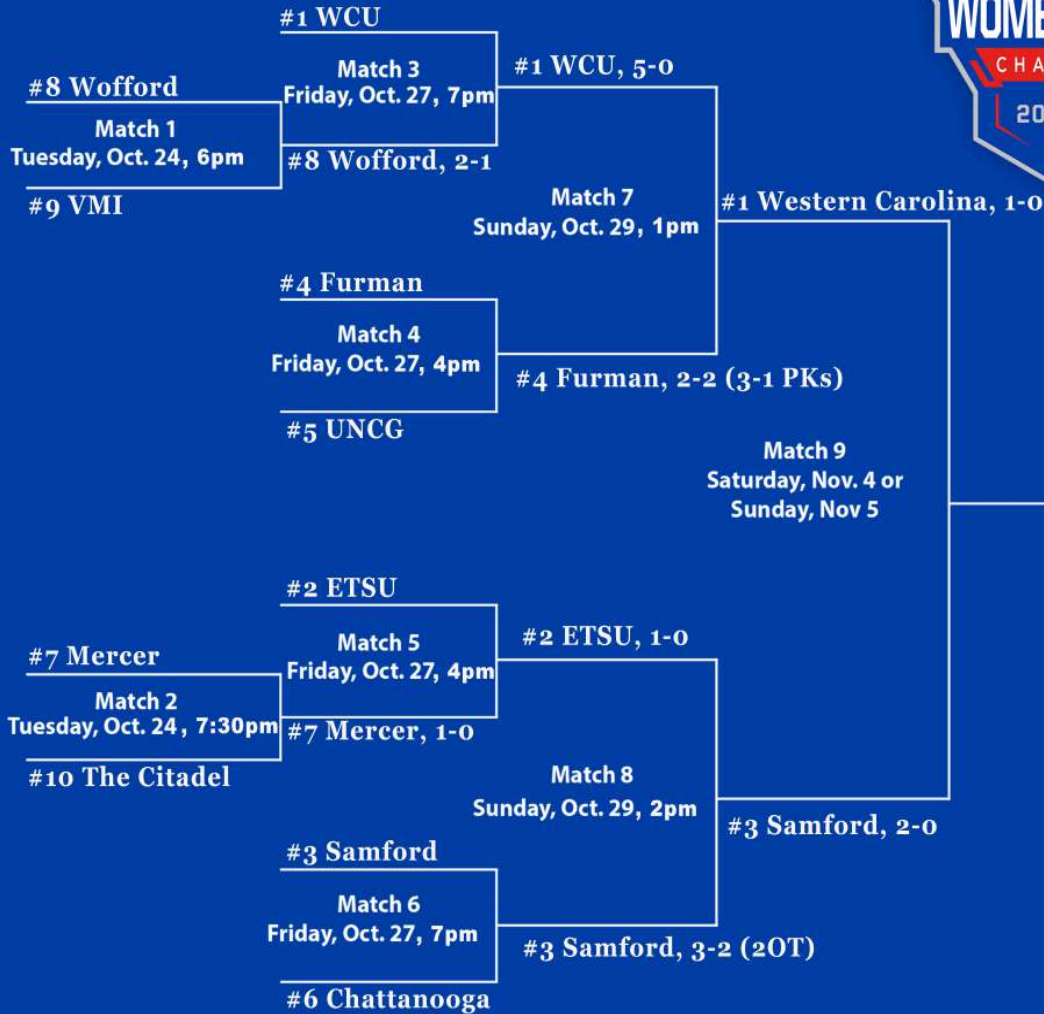 #1 WCU
Match 3
Friday, Oct. 27, 7pm
#1 WCU, 5-0
#8 Wofford
Match 1
Tuesday, Oct. 24, 6pm
#8 Wofford, 2-1
#9 VMI
Match 7
Sunday, Oct. 29, 1pm
#1 Western Carolina, 1-0
#4 Furman
Match 4
Friday, Oct. 27, 4pm
#4 Furman, 2-2 (3-1 PKs)
#5 UNCG
Match 9
Saturday, Nov. 4 or
Sunday, Nov 5
#2 ETSU
Match 5
Friday, Oct. 27, 4pm
#2 ETSU, 1-0
#7 Mercer
Match 2
Tuesday, Oct. 24, 7:30pm
#7 Mercer, 1-0
#10 The Citadel
Match 8
Sunday, Oct. 29, 2pm
#3 Samford, 2-0
#3 Samford
Match 6
Friday, Oct. 27, 7pm
#3 Samford, 3-2 (2OT)
#6 Chattanooga